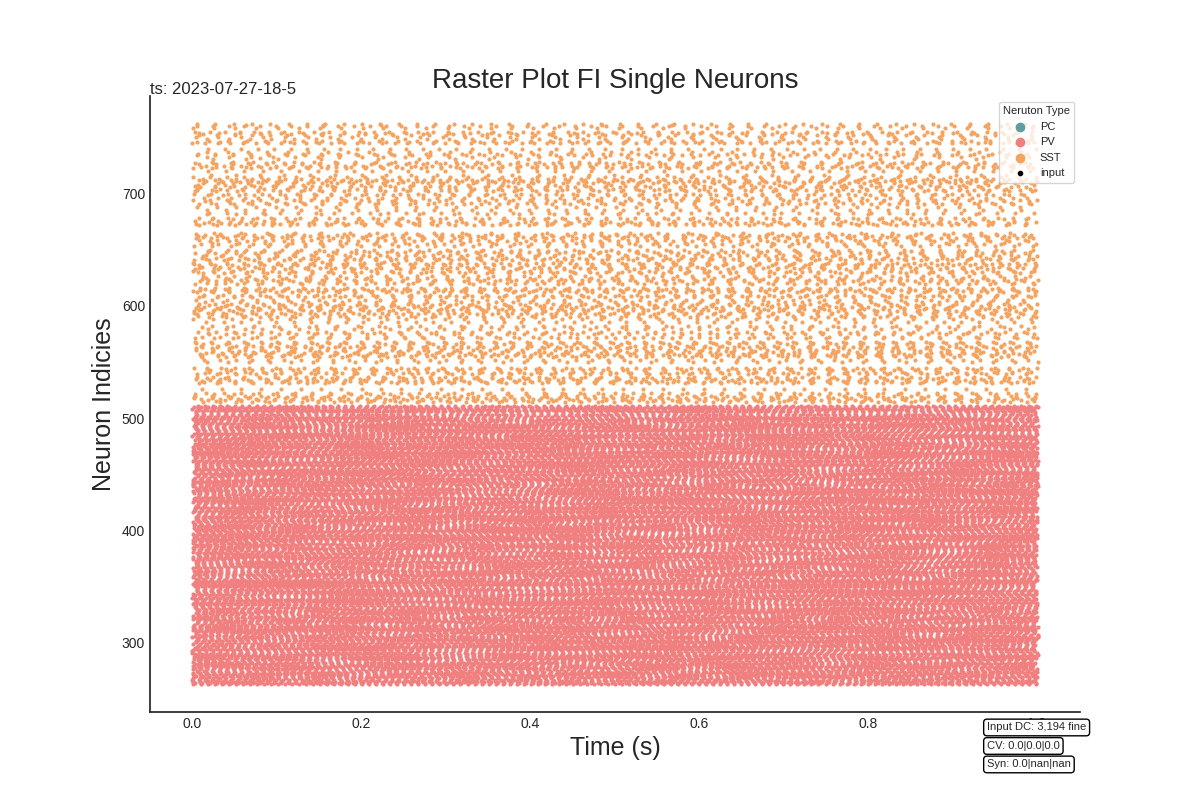 Raster Plot FI Single Neurons
ts: 2023-07-27-18-5
Neruton Type
PC
PV
SST
input
700
600
500
400
300
Neuron Indicies
0.0
0.2
0.4
0.6
0.8
Time (s)
Input DC: 3,194 fine
CV: 0.0|0.0|0.0
Syn: 0.0|nan|nan